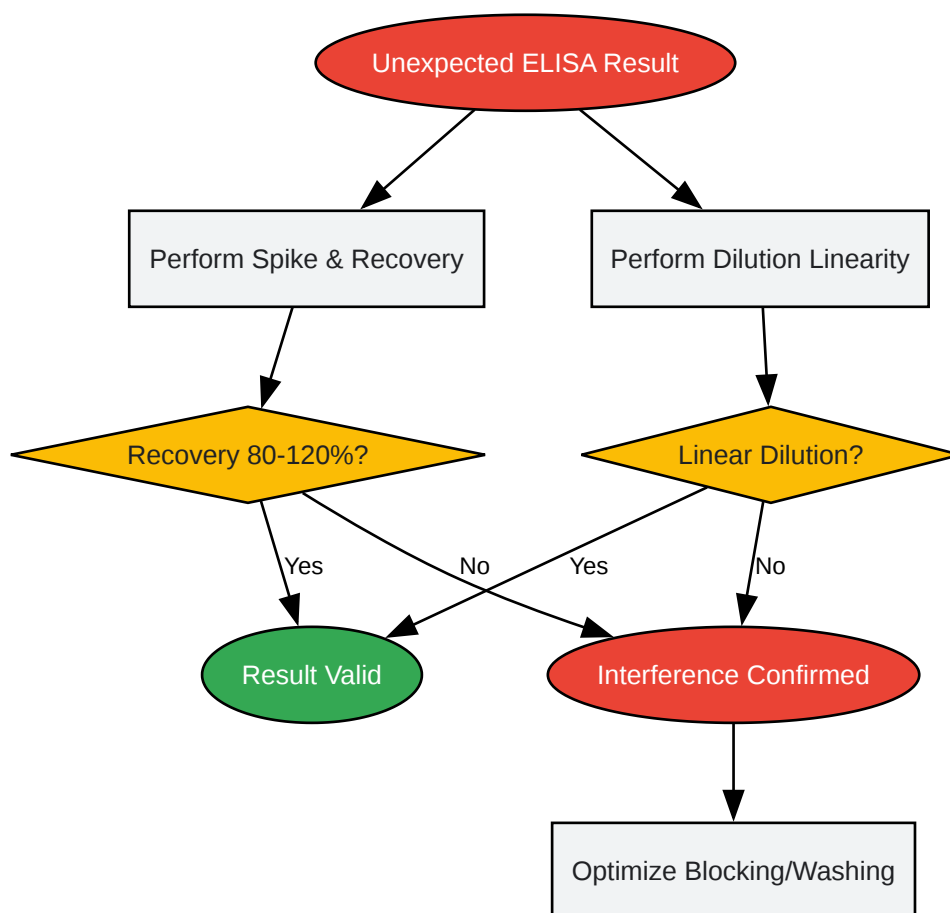 Unexpected ELISA Result
Perform Spike & Recovery
Perform Dilution Linearity
Recovery 80-120%?
Linear Dilution?
Yes
No
Yes
No
Result Valid
Interference Confirmed
Optimize Blocking/Washing